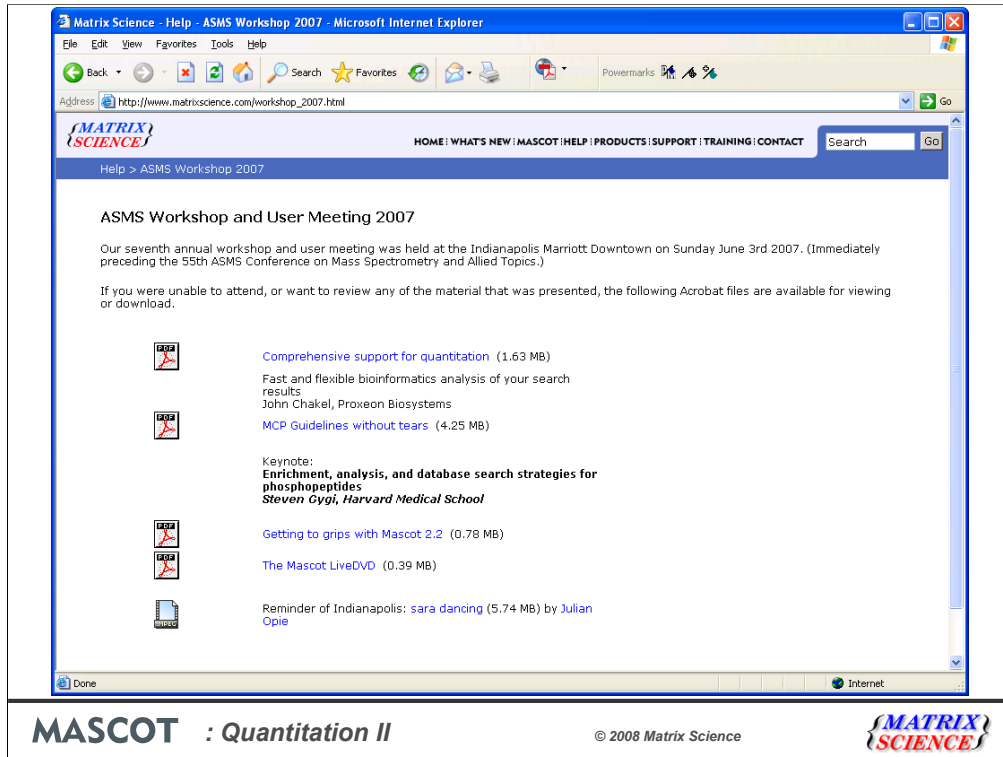 Matrix Science - Help - ASMS Workshop 2007 - Microsoft Internet Explorer
File Edit View Favorites Tools Help
Back Search Favorites Powermarks
Address http://www.matrixscience.com/workshop_2007.html Go
{MATRIX
SCIENCE}
HOME WHAT'S NEW MASCOT HELP PRODUCTS SUPPORT TRAINING CONTACT Search Go
Help > ASMS Workshop 2007
ASMS Workshop and User Meeting 2007
Our seventh annual workshop and user meeting was held at the Indianapolis Marriott Downtown on Sunday June 3rd 2007. (Immediately
preceding the 55th ASMS Conference on Mass Spectrometry and Allied Topics.)
If you were unable to attend, or want to review any of the material that was presented, the following Acrobat files are available for viewing
or download.
PDF
Comprehensive support for quantitation (1.63 MB)
Fast and flexible bioinformatics analysis of your search
results
John Chakel, Proxeon Biosystems
PDF
MCP Guidelines without tears (4.25 MB)
Keynote:
Enrichment, analysis, and database search strategies for
phosphopeptides
Steven Gygi, Harvard Medical School
PDF
Getting to grips with Mascot 2.2 (0.78 MB)
PDF
The Mascot LiveDVD (0.39 MB)
MPEG
Reminder of Indianapolis: sara dancing (5.74 MB) by Julian
Opie
Done Internet
MASCOT : Quantitation II © 2008 Matrix Science
{MATRIX
SCIENCE}